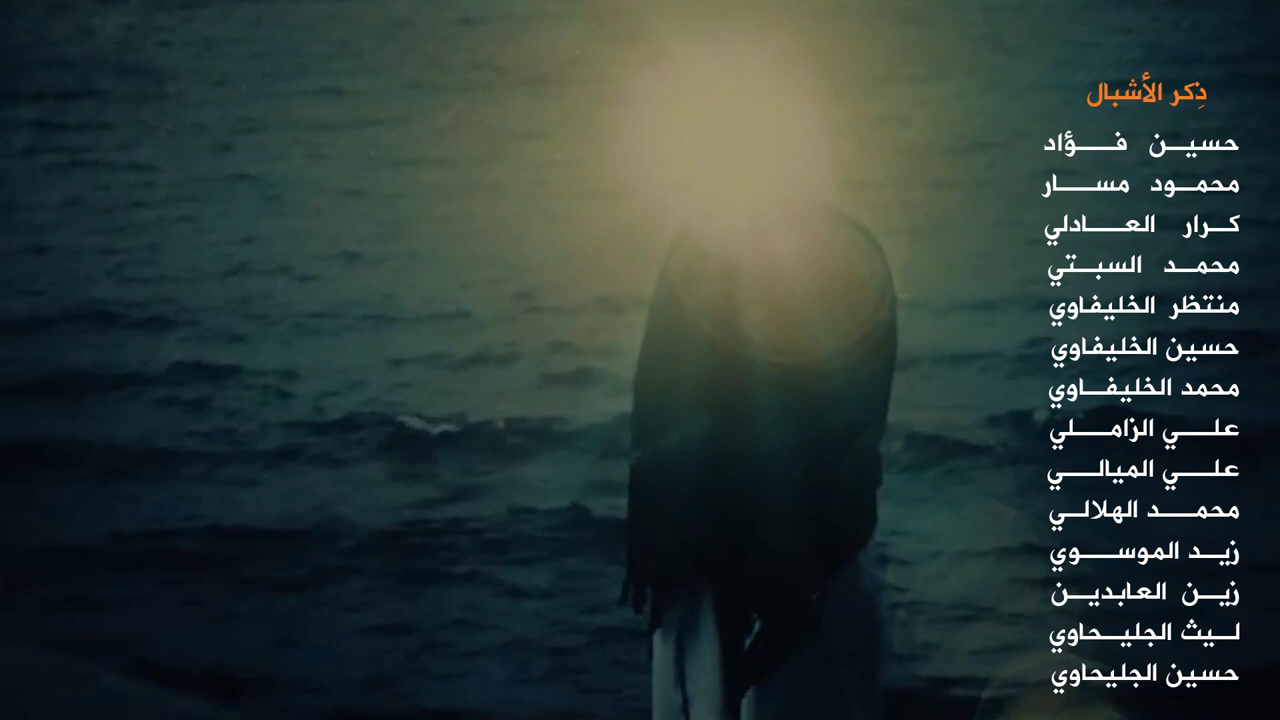 ذِكر الأشبال
حسين فؤاد
محمود مسار
كرار العادلي
محمد السبتي
منتظر الخليفاوي
حسين الخليفاوي
محمد الخليفاوي
علي الزاملي
علي الميالي
محمد الهلالي
زيد الموسوي
زين العابدين
ليث الجليحاوي
حسين الجليحاوي